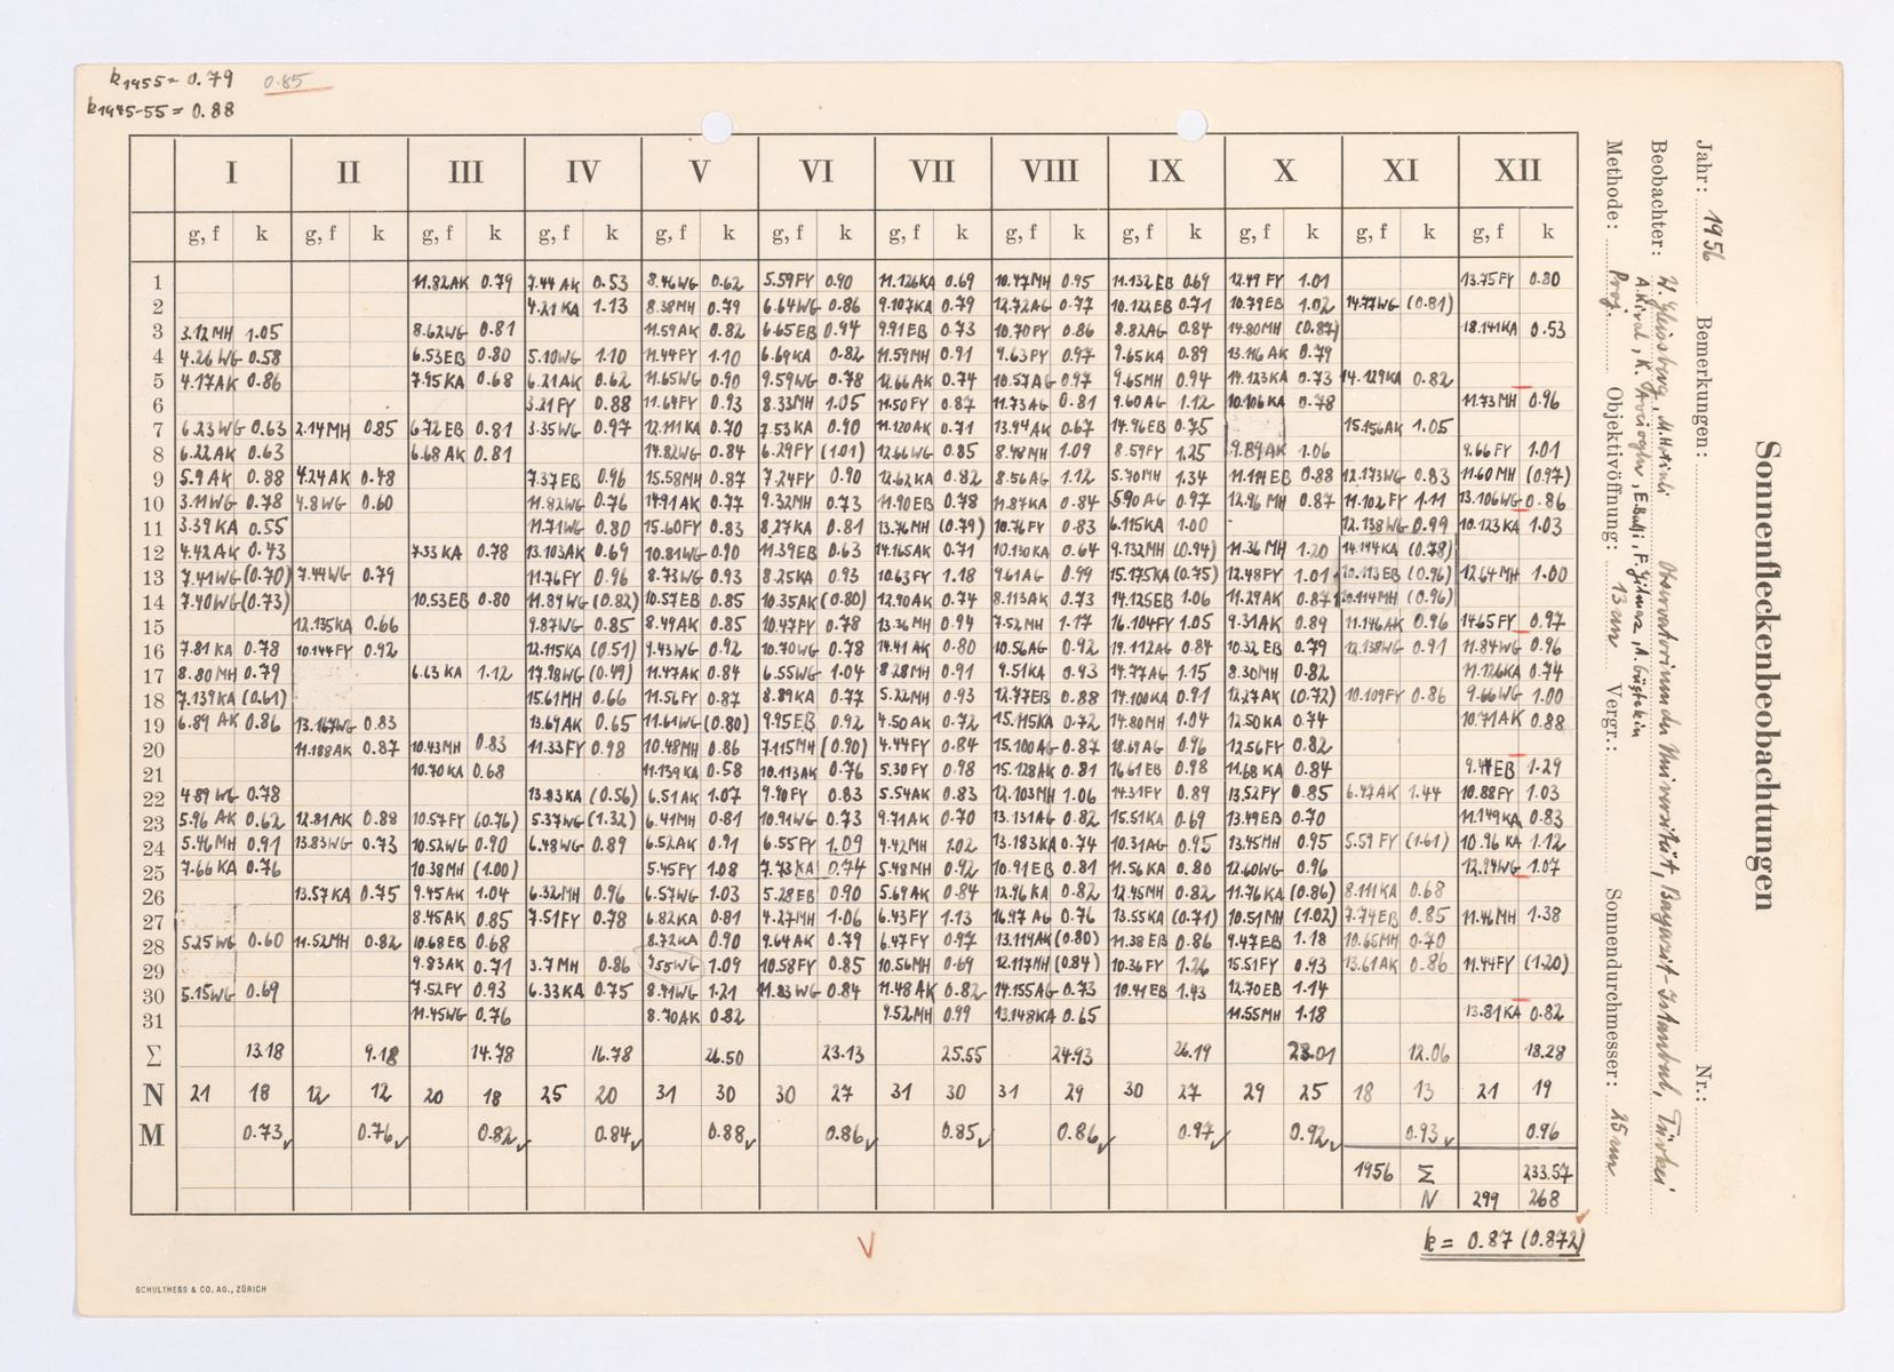 k1955 = 0.79 0.85
k1945-55 = 0.88
I II III IV V VI VII VIII IX X XI XII
g, f k g, f k g, f k g, f k g, f k g, f k g, f k g, f k g, f k g, f k g, f k g, f k
1 11.82AK 0.79 7.44 AK 0.53 8.46WG 0.62 5.59FY 0.90 11.126KA 0.69 10.47MH 0.95 11.132 EB 0.69 12.49 FY 1.01 13.75FY 0.80
2 4.21 KA 1.13 8.38MH 0.79 6.64WG 0.86 9.107KA 0.79 12.72AG 0.77 10.122EB 0.71 10.79EB 1.02 14.77WG (0.81)
3 3.12 MH 1.05 8.62WG 0.81 11.59AK 0.82 6.65EB 0.94 9.91EB 0.73 10.70FY 0.86 8.82AG 0.84 14.80MH (0.87) 18.141KA 0.53
4 4.26 WG 0.58 6.53EB 0.80 5.10WG 1.10 11.44FY 1.10 6.69KA 0.82 11.59MH 0.91 9.63FY 0.97 9.65KA 0.89 13.116AK 0.79
5 4.17AK 0.86 7.95KA 0.68 6.21AK 0.62 11.65WG 0.90 9.59WG 0.78 12.66AK 0.74 10.57AG 0.97 9.65MH 0.94 14.123KA 0.73 14.129KA 0.82
6 3.21FY 0.88 11.64FY 0.93 8.33MH 1.05 11.50FY 0.87 11.73AG 0.81 9.60AG 1.12 10.106KA 0.78 11.73MH 0.96
7 6.23WG 0.63 2.14MH 0.85 6.72EB 0.81 3.35WG 0.97 12.111KA 0.70 7.53KA 0.90 11.120AK 0.71 13.94AK 0.67 14.96EB 0.75 15.156AK 1.05
8 6.22AK 0.63 6.68AK 0.81 14.82WG 0.84 6.29FY (1.01) 12.66WG 0.85 8.48MH 1.09 8.59FY 1.25 9.89AK 1.06 9.66FY 1.01
9 5.9 AK 0.88 4.24AK 0.48 7.37EB 0.96 15.58MH 0.87 7.24FY 0.90 12.62KA 0.82 8.56AG 1.12 5.70MH 1.34 11.114EB 0.88 12.173WG 0.83 11.60MH (0.97)
10 3.11WG 0.78 4.8WG 0.60 11.82WG 0.76 14.91AK 0.77 9.32MH 0.73 11.90EB 0.78 11.87KA 0.84 5.90AG 0.97 12.96MH 0.87 11.102FY 1.11 13.106WG 0.86
11 3.39KA 0.55 11.71WG 0.80 15.60FY 0.83 8.27KA 0.81 13.76MH (0.79) 10.76FY 0.83 6.115KA 1.00 - 12.138WG 0.99 10.123KA 1.03
12 4.42AK 0.43 7.33KA 0.78 13.103AK 0.69 10.81WG 0.90 11.39EB 0.63 14.165AK 0.71 10.130KA 0.64 9.132MH (0.94) 11.36MH 1.20 14.194KA (0.78)
13 7.41WG (0.70) 7.44WG 0.79 11.76FY 0.96 8.73WG 0.93 8.25KA 0.93 10.63FY 1.18 9.61AG 0.99 15.175KA (0.75) 12.48FY 1.01 10.113EB (0.96) 12.64MH 1.00
14 7.40WG (0.73) 10.53EB 0.80 11.89WG (0.82) 10.57EB 0.85 10.35AK (0.80) 12.90AK 0.74 8.113AK 0.73 14.125EB 1.06 11.29AK 0.87 10.114MH (0.96)
15 12.135KA 0.66 9.87WG 0.85 8.49AK 0.85 10.47FY 0.78 13.36MH 0.94 7.52MH 1.17 16.104FY 1.05 9.31AK 0.89 11.146AK 0.96 14.65FY 0.97
16 7.81KA 0.78 10.144FY 0.92 12.115KA (0.51) 9.43WG 0.92 10.70WG 0.78 14.41AK 0.80 10.56AG 0.92 19.112AG 0.84 10.32EB 0.79 12.138WG 0.91 11.84WG 0.96
17 8.80MH 0.79 6.63KA 1.12 17.98WG (0.49) 11.47AK 0.84 6.55WG 1.04 8.28MH 0.91 9.51KA 0.93 14.77AG 1.15 8.30MH 0.82 11.126KA 0.74
18 7.139KA (0.61) 15.61MH 0.66 11.56FY 0.87 8.89KA 0.77 5.22MH 0.93 12.77EB 0.88 14.100KA 0.91 12.27AK (0.72) 10.109FY 0.86 9.66WG 1.00
19 6.89AK 0.86 13.167WG 0.83 13.69AK 0.65 11.61WG (0.80) 9.95EB 0.92 4.50AK 0.72 15.115KA 0.72 14.80MH 1.04 12.50KA 0.74 10.71AK 0.88
20 11.188AK 0.87 10.43MH 0.83 11.33FY 0.98 10.48MH 0.86 7.115MH (0.90) 4.44FY 0.84 15.100AG 0.87 18.69AG 0.96 12.56FY 0.82
21 10.70KA 0.68 11.139KA 0.58 10.113AK 0.76 5.30FY 0.98 15.128AK 0.81 16.61EB 0.98 11.68KA 0.84 9.44EB 1.29
22 4.89WG 0.78 13.83KA (0.56) 6.51AK 1.07 9.90FY 0.83 5.54AK 0.83 12.103MH 1.06 14.31FY 0.89 13.52FY 0.85 6.47AK 1.44 10.88FY 1.03
23 5.96AK 0.62 12.81AK 0.88 10.57FY (0.76) 5.37WG (1.32) 6.41MH 0.81 10.91WG 0.73 9.71AK 0.70 13.131AG 0.82 15.51KA 0.69 13.49EB 0.70 11.149KA 0.83
24 5.46MH 0.91 13.83WG 0.73 10.52WG 0.90 6.48WG 0.89 6.52AK 0.91 6.55FY 1.09 4.42MH 1.02 13.183KA 0.74 10.31AG 0.95 13.45MH 0.95 5.59FY (1.61) 10.96KA 1.12
25 7.66KA 0.76 10.38MH (1.00) 5.45FY 1.08 7.73KA 0.74 5.48MH 0.92 10.91EB 0.81 11.56KA 0.80 12.60WG 0.96 12.94WG 1.07
26 13.57KA 0.75 9.45AK 1.04 6.32MH 0.96 6.57WG 1.03 5.28EB 0.90 5.69AK 0.84 12.96KA 0.82 12.45MH 0.82 11.76KA (0.86) 8.111KA 0.68
27 8.45AK 0.85 7.51FY 0.78 6.82KA 0.81 4.27MH 1.06 6.43FY 1.13 16.97AG 0.76 13.55KA (0.71) 10.51MH (1.02) 7.74EB 0.85 11.46MH 1.38
28 5.25WG 0.60 11.52MH 0.82 10.68EB 0.68 8.72KA 0.90 9.64AK 0.79 6.47FY 0.97 13.119AK (0.80) 11.38EB 0.86 9.47EB 1.18 10.65MH 0.70
29 9.83AK 0.71 3.7MH 0.86 7.55WG 1.09 10.58FY 0.85 10.56MH 0.69 12.117MH (0.84) 10.36FY 1.26 15.51FY 0.93 13.61AK 0.86 11.44FY (1.20)
30 5.15WG 0.69 7.52FY 0.93 6.33KA 0.75 8.41WG 1.21 11.83WG 0.84 11.48AK 0.82 14.155AG 0.73 10.41EB 1.43 12.70EB 1.14
31 11.45WG 0.76 8.70AK 0.82 9.52MH 0.99 13.148KA 0.65 11.55MH 1.18 13.81KA 0.82
Σ 13.18 9.18 14.78 16.78 26.50 23.13 25.55 24.93 26.19 23.01 12.06 18.28
N 21 18 12 12 20 18 25 20 31 30 30 27 31 30 31 29 30 27 29 25 18 13 21 19
M 0.73 0.76 0.82 0.84 0.88 0.86 0.85 0.86 0.97 0.92 0.93 0.96
1956 Σ 233.57
N 299 268
k = 0.87 (0.872)
SCHULTHESS & CO. AG., ZÜRICH
Sonnenfleckenbeobachtungen
Jahr: 1956 Bemerkungen: Nr.:
Beobachter: W. Gleissberg, Observatorium der Universität, Bayazit-Istanbul, Türkei
A. Kıral, K. E. Bulji, F. Yılmaz,
Methode: Proj. Objektivöffnung: 13 cm Vergr.: Sonnendurchmesser: 25 cm